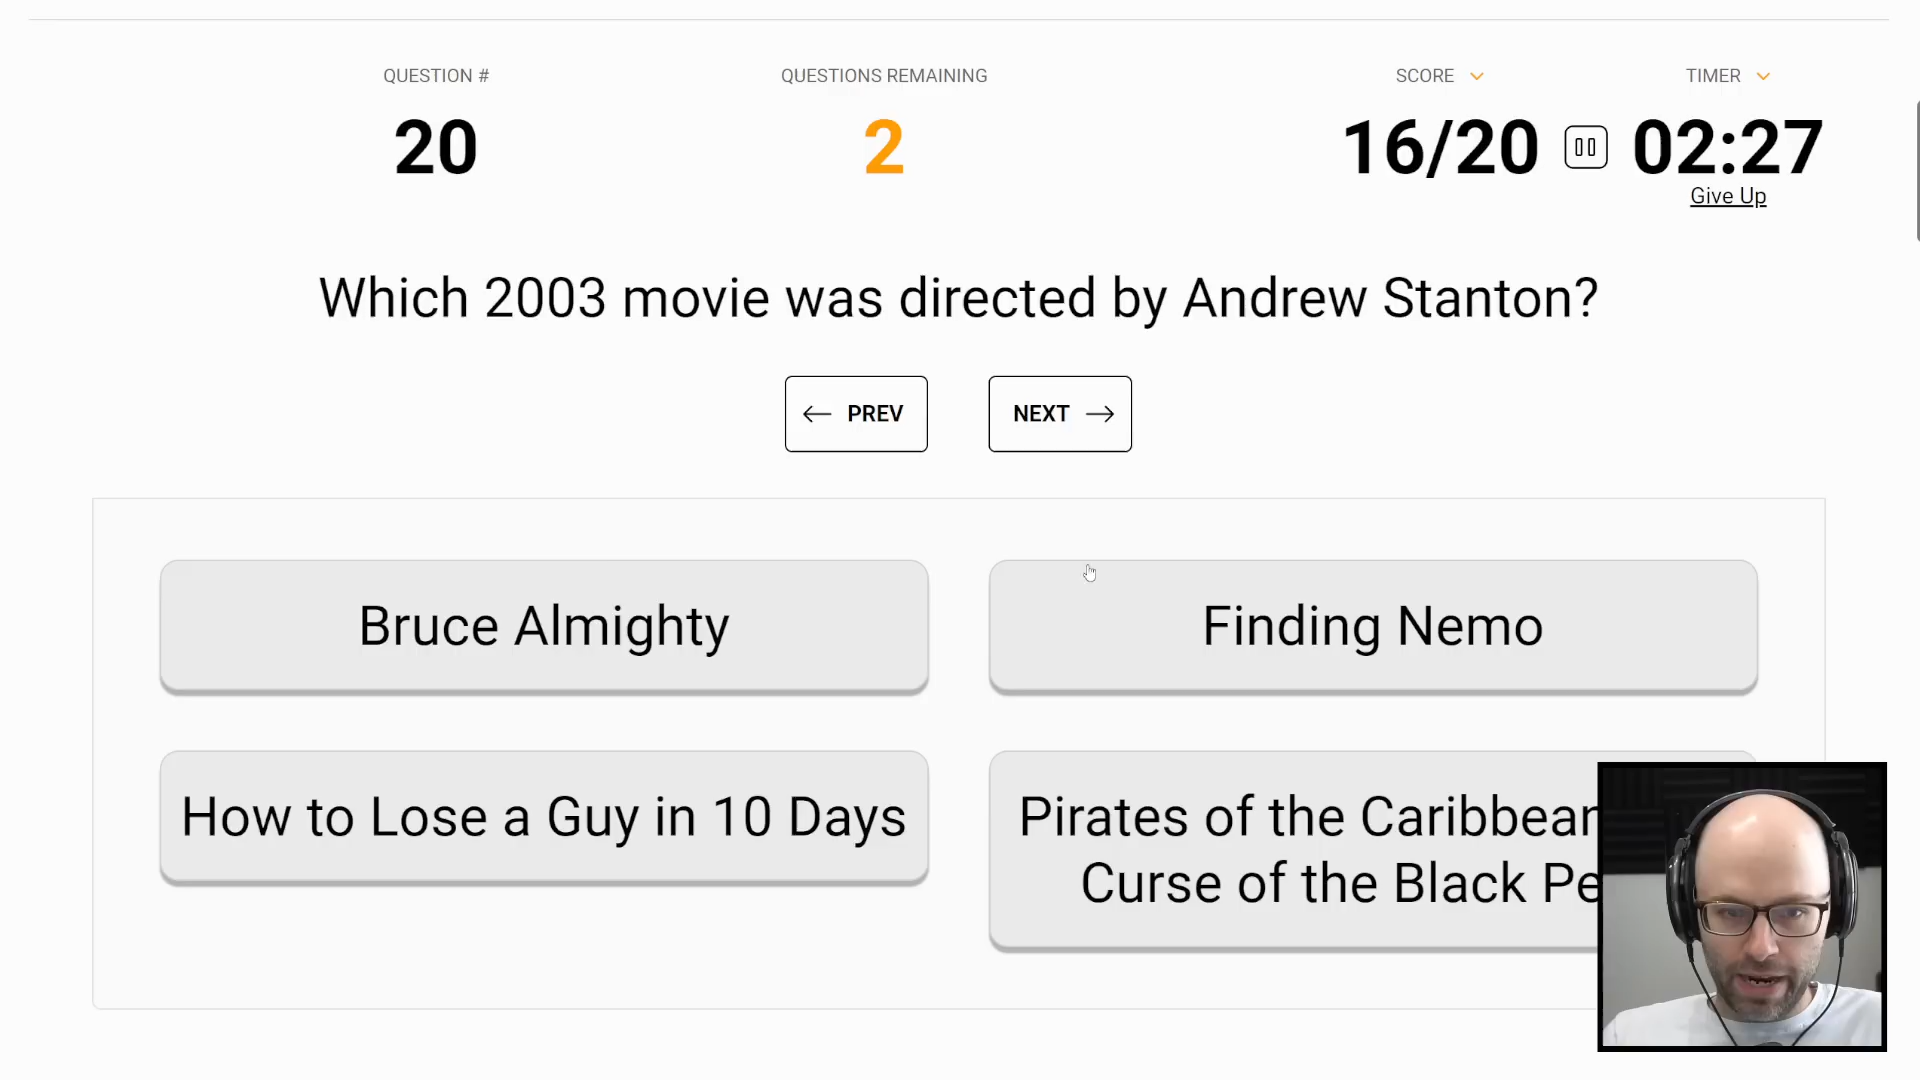 QUESTION #
QUESTIONS REMAINING
SCORE
TIMER
20
2
16/20
02:27
Give Up
Which 2003 movie was directed by Andrew Stanton?
PREV
NEXT
Bruce Almighty
Finding Nemo
How to Lose a Guy in 10 Days
Pirates of the Caribbean
Curse of the Black